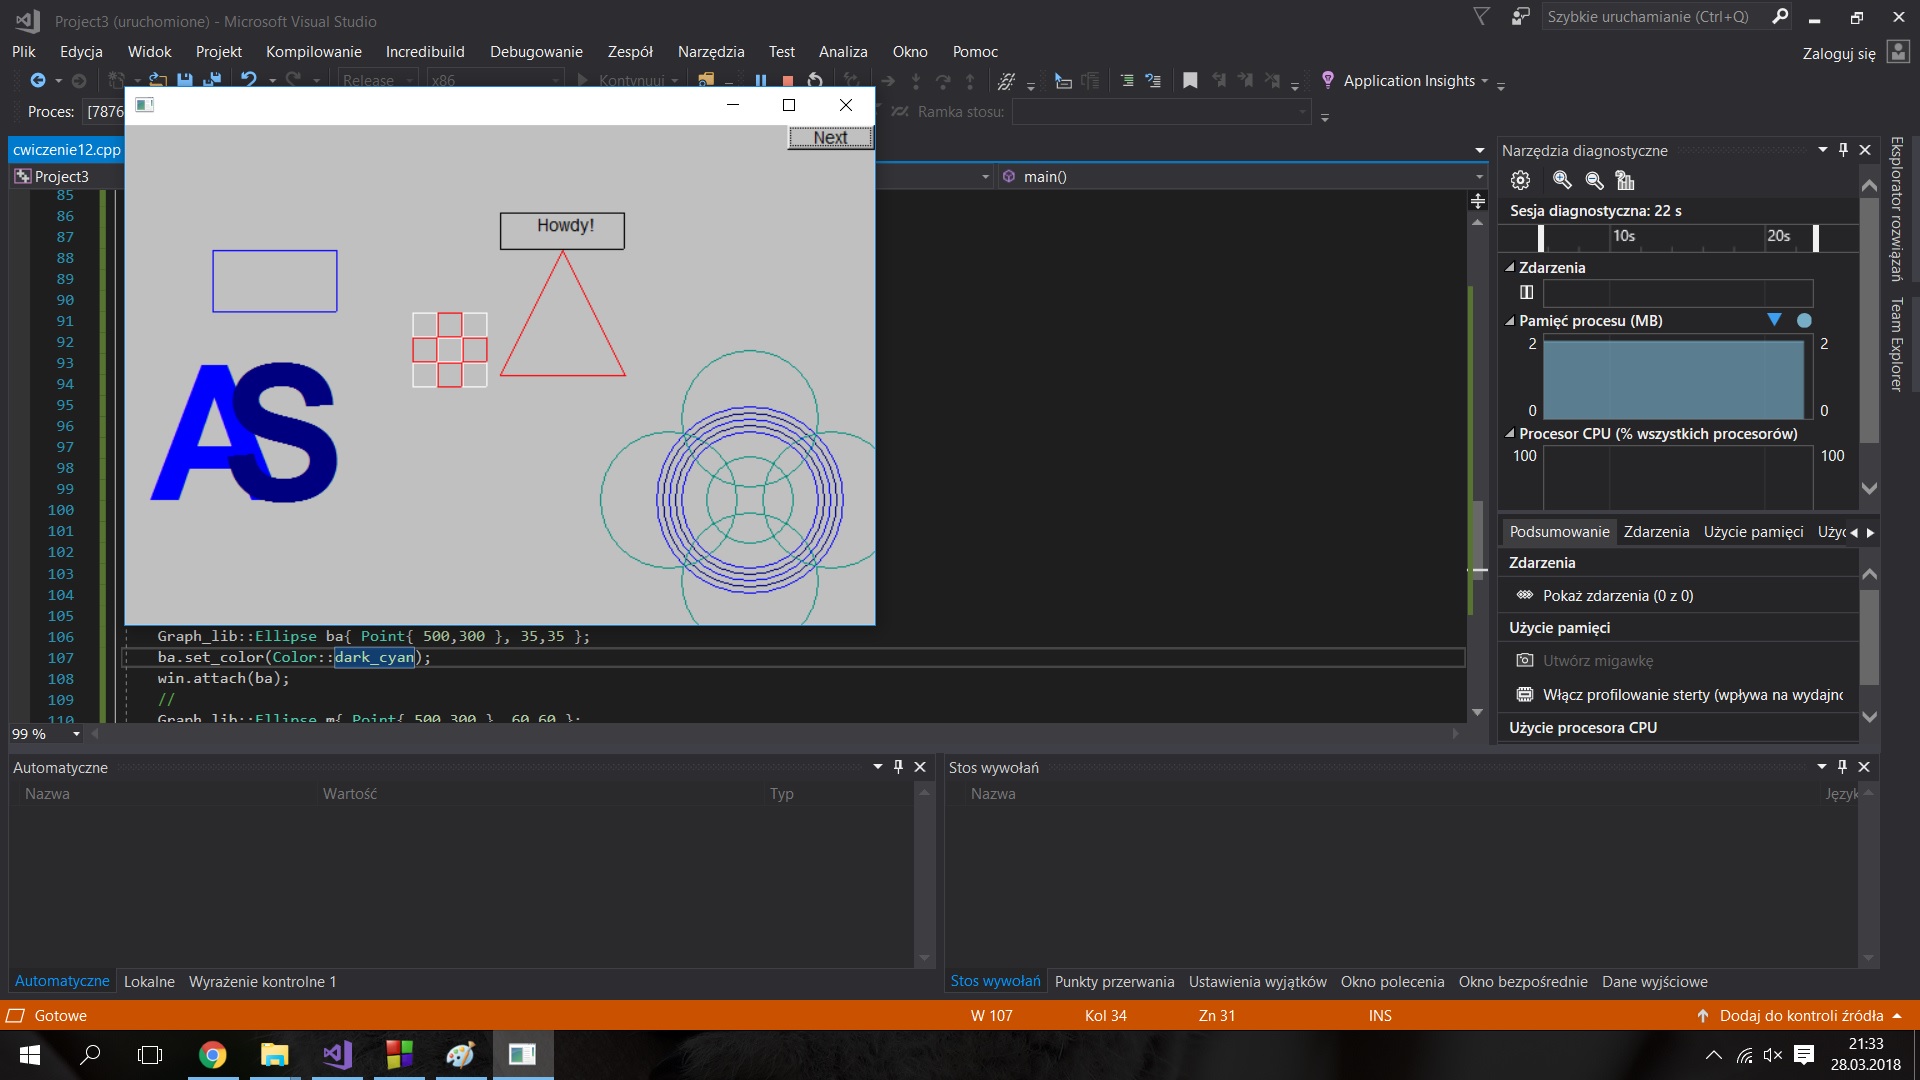 Project3 (uruchomione) - Microsoft Visual Studio
Szybkie uruchamianie (Ctrl+Q)
Plik Edycja Widok Projekt Kompilowanie Incredibuild Debugowanie Zespół Narzędzia Test Analiza Okno Pomoc
Zaloguj się
Release x86 Kontynuuj Application Insights
Proces: [7876 Ramka stosu:
Next
cwiczenie12.cpp
Project3 main()
Howdy!
AS
85
86
87
88
89
90
91
92
93
94
95
96
97
98
99
100
101
102
103
104
105
106 Graph_lib::Ellipse ba{ Point{ 500,300 }, 35,35 };
107 ba.set_color(Color::dark_cyan);
108 win.attach(ba);
109 //
110 Graph_lib::Ellipse m{ Point{ 500,300 }, 60,60 };
99 %
Narzędzia diagnostyczne
Sesja diagnostyczna: 22 s
10s 20s
Zdarzenia
Pamięć procesu (MB)
2 2
0 0
Procesor CPU (% wszystkich procesorów)
100 100
Podsumowanie Zdarzenia Użycie pamięci Użyc
Zdarzenia
Pokaż zdarzenia (0 z 0)
Użycie pamięci
Utwórz migawkę
Włącz profilowanie sterty (wpływa na wydajno
Użycie procesora CPU
Eksplorator rozwiązań
Team Explorer
Automatyczne
Nazwa Wartość Typ
Automatyczne Lokalne Wyrażenie kontrolne 1
Stos wywołań
Nazwa Język
Stos wywołań Punkty przerwania Ustawienia wyjątków Okno polecenia Okno bezpośrednie Dane wyjściowe
Gotowe W 107 Kol 34 Zn 31 INS Dodaj do kontroli źródła
21:33
28.03.2018